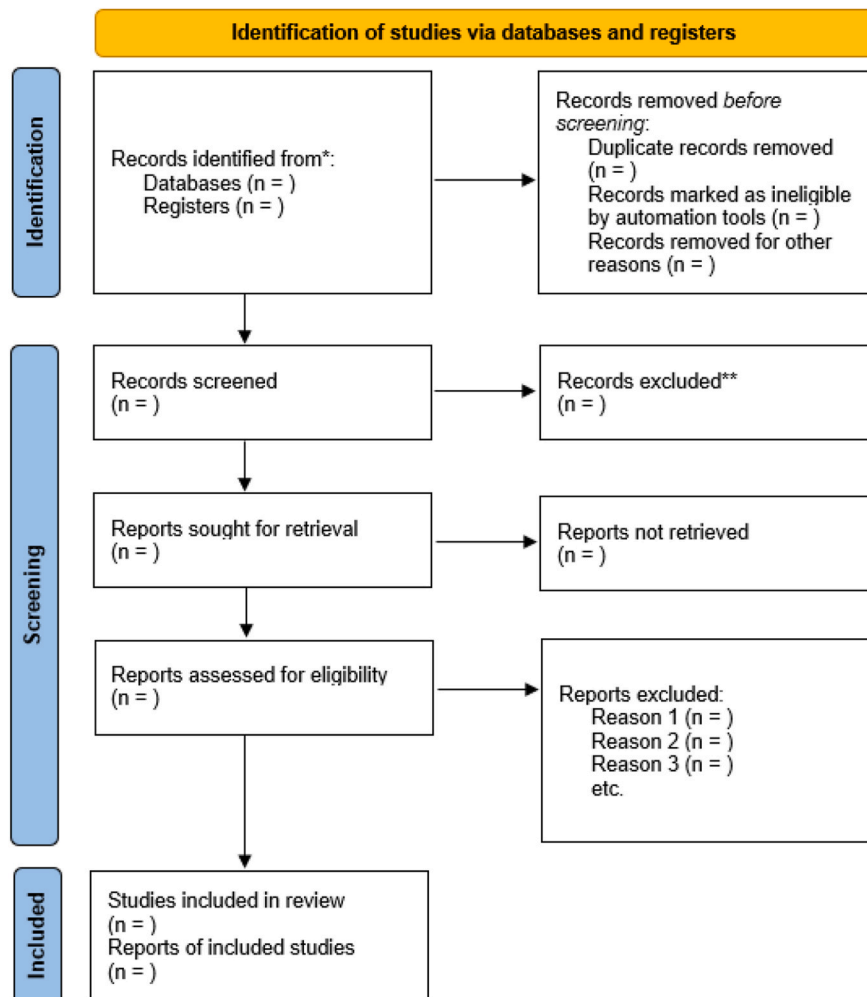 Identification of studies via databases and registers
Identification
Records identified from*:
Databases (n = )
Registers (n = )
Records removed before
screening:
Duplicate records removed
(n = )
Records marked as ineligible
by automation tools (n = )
Records removed for other
reasons (n = )
Screening
Records screened
(n = )
Records excluded**
(n = )
Reports sought for retrieval
(n = )
Reports not retrieved
(n = )
Reports assessed for eligibility
(n = )
Reports excluded:
Reason 1 (n = )
Reason 2 (n = )
Reason 3 (n = )
etc.
Included
Studies included in review
(n = )
Reports of included studies
(n = )